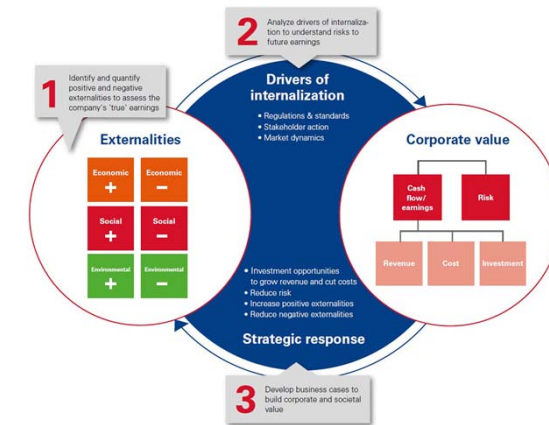 2
Analyze drivers of internaliza-
tion to understand risks to
future earnings
1
Identify and quantify
positive and negative
externalities to assess the
company's 'true' earnings
Drivers of
internalization
• Regulations & standards
• Stakeholder action
• Market dynamics
Externalities
Economic
+
Economic
−
Social
+
Social
−
Environmental
+
Environmental
−
Corporate value
Cash
flow/
earnings
Risk
Revenue
Cost
Investment
• Investment opportunities
to grow revenue and cut costs
• Reduce risk
• Increase positive externalities
• Reduce negative externalities
Strategic response
3
Develop business cases to
build corporate and societal
value